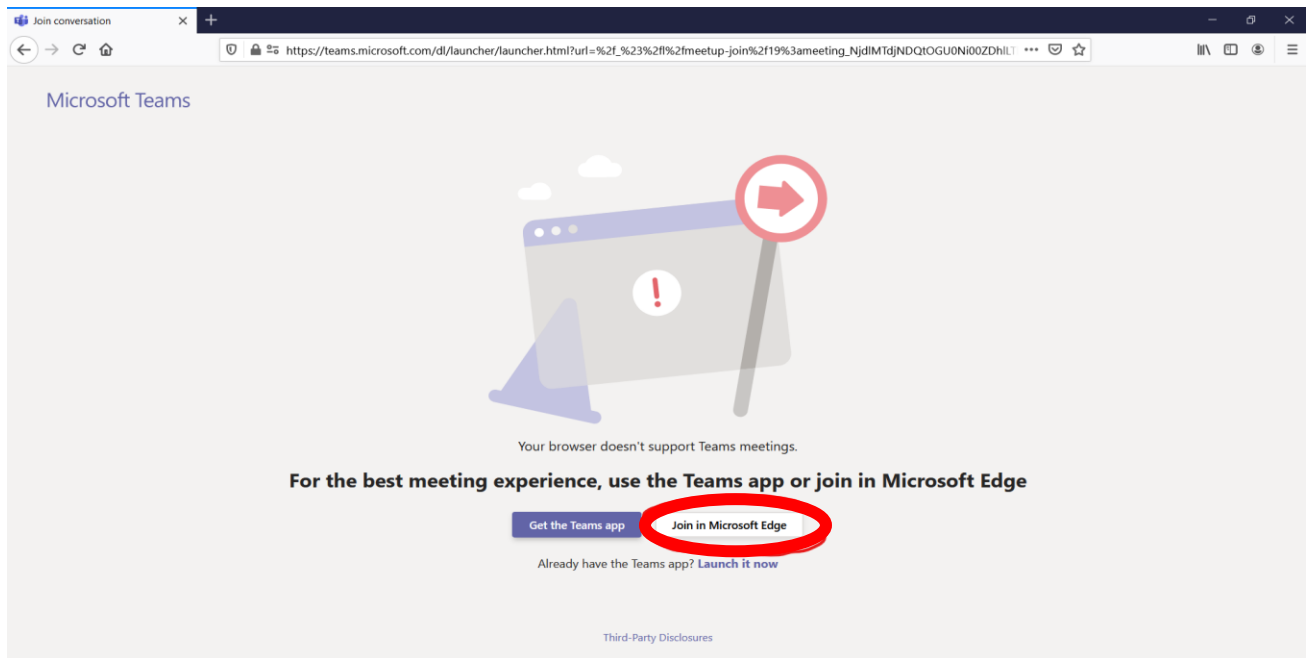 Join conversation
https://teams.microsoft.com/dl/launcher/launcher.html?url=%2f_%23%2fl%2fmeetup-join%2f19%3ameeting_NjdlMTdjNDQtOGU0Ni00ZDhlLT
Microsoft Teams
!
Your browser doesn't support Teams meetings.
For the best meeting experience, use the Teams app or join in Microsoft Edge
Get the Teams app Join in Microsoft Edge
Already have the Teams app? Launch it now
Third-Party Disclosures